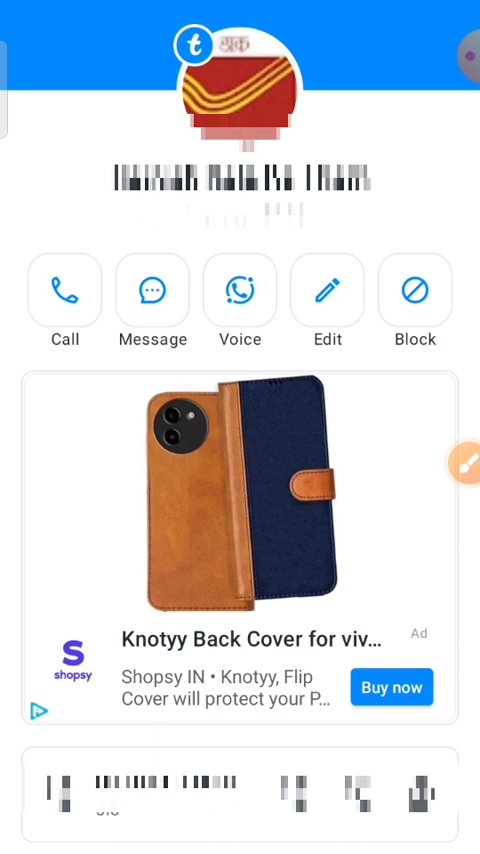 t
Call
Message
Voice
Edit
Block
Knotyy Back Cover for viv...
Ad
S
shopsy
Shopsy IN • Knotyy, Flip
Cover will protect your P...
Buy now